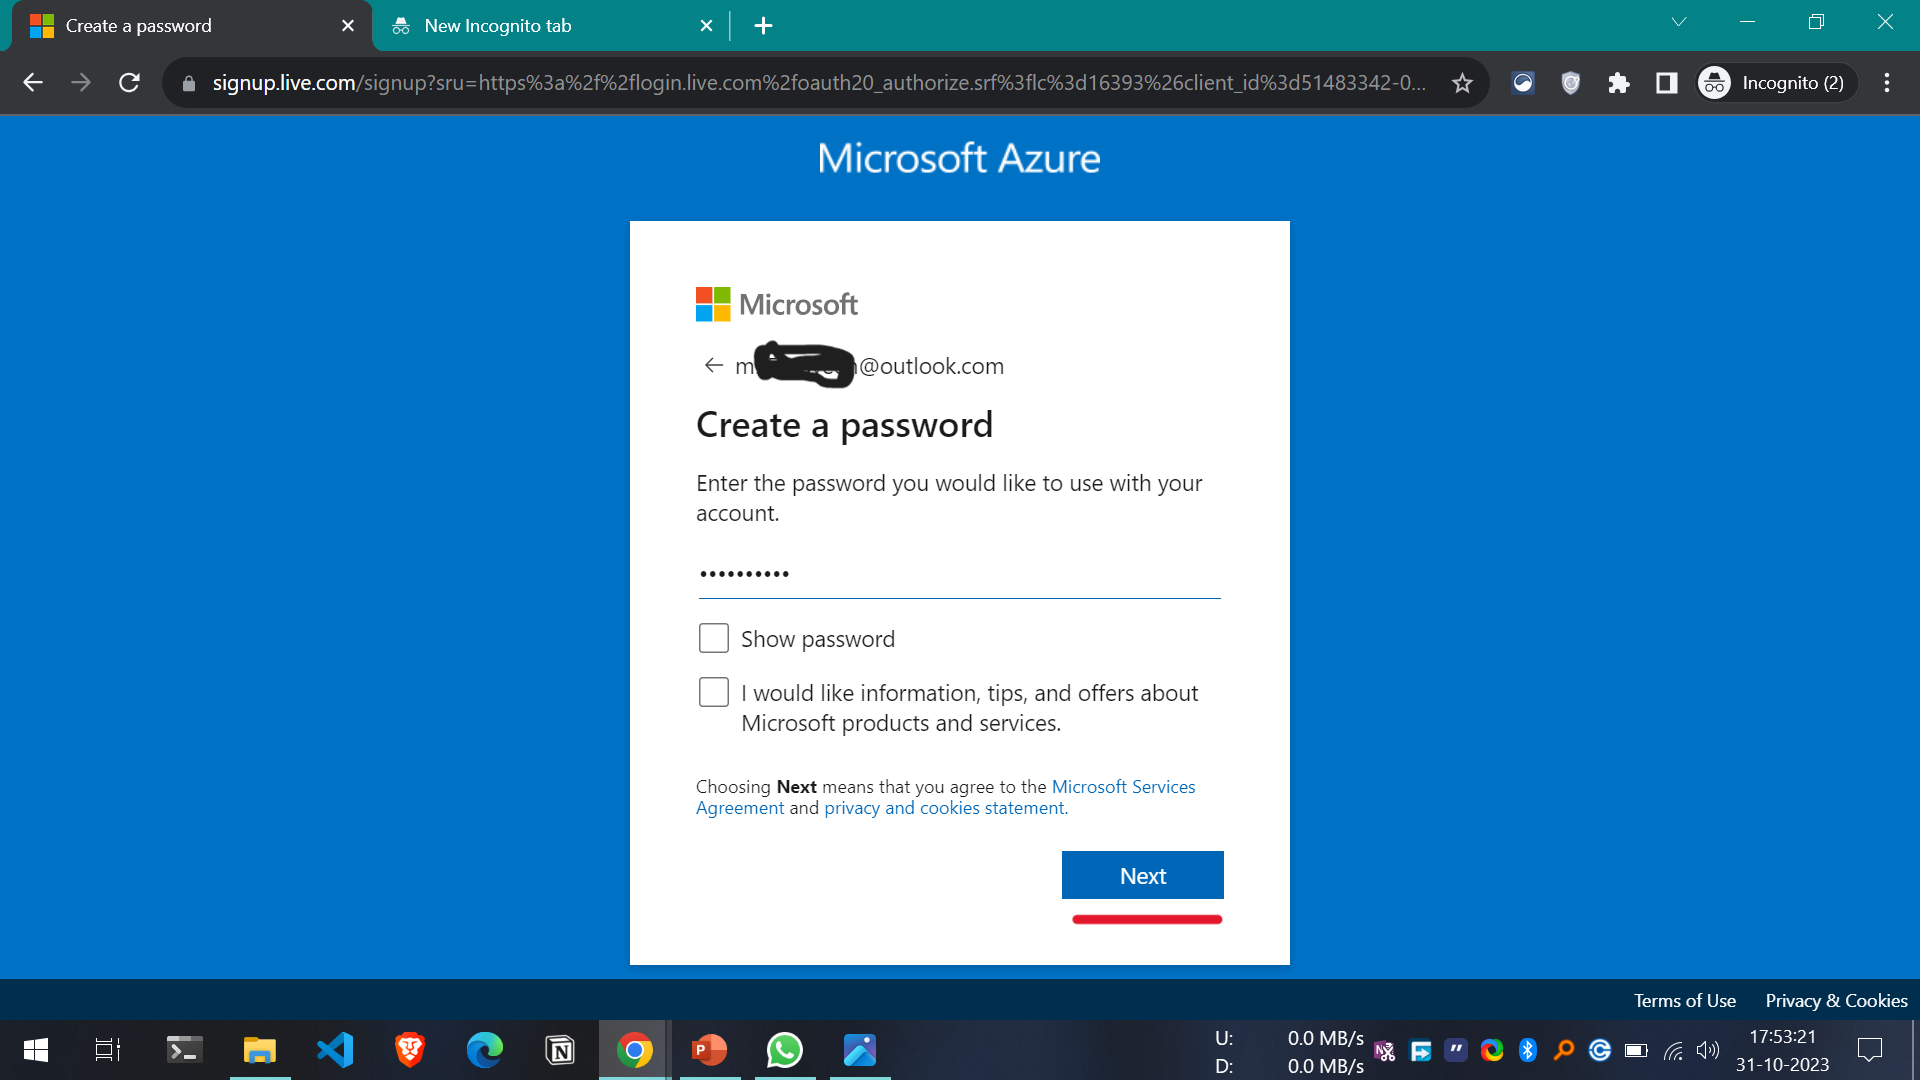 Create a password
New Incognito tab
signup.live.com/signup?sru=https%3a%2f%2flogin.live.com%2foauth20_authorize.srf%3flc%3d16393%26client_id%3d51483342-0...
Incognito (2)
Microsoft Azure
Microsoft
@outlook.com
Create a password
Enter the password you would like to use with your
account.
Show password
I would like information, tips, and offers about
Microsoft products and services.
Choosing Next means that you agree to the Microsoft Services
Agreement and privacy and cookies statement.
Next
Terms of Use Privacy & Cookies
U: 0.0 MB/s
D: 0.0 MB/s
17:53:21
31-10-2023